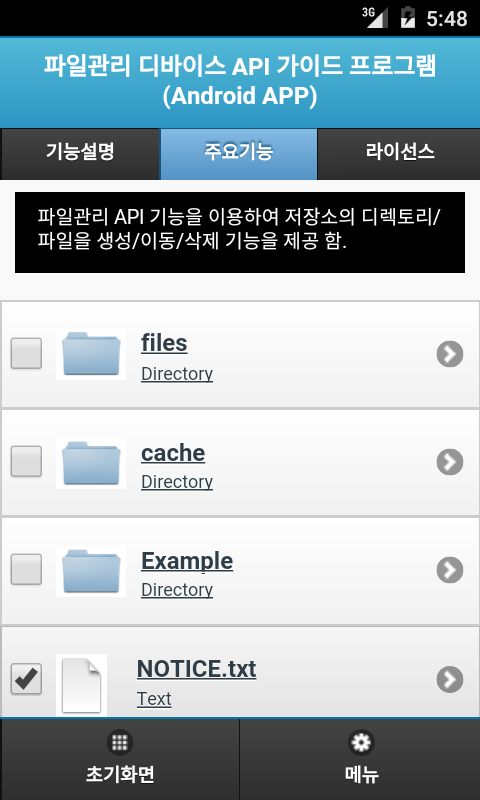 3G 5:48
파일관리 디바이스 API 가이드 프로그램
(Android APP)
기능설명 주요기능 라이선스
파일관리 API 기능을 이용하여 저장소의 디렉토리/
파일을 생성/이동/삭제 기능을 제공 함.
files
Directory
cache
Directory
Example
Directory
NOTICE.txt
Text
초기화면 메뉴